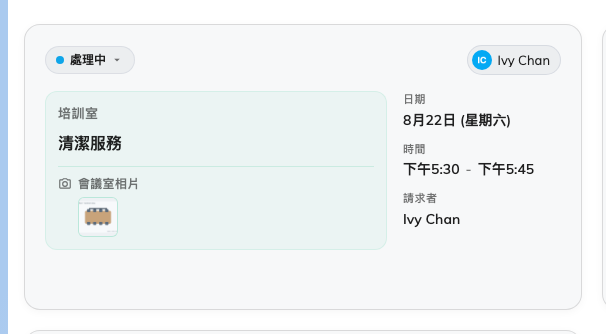 處理中
IC Ivy Chan
培訓室
清潔服務
會議室相片
日期
8月22日 (星期六)
時間
下午5:30 - 下午5:45
請求者
Ivy Chan